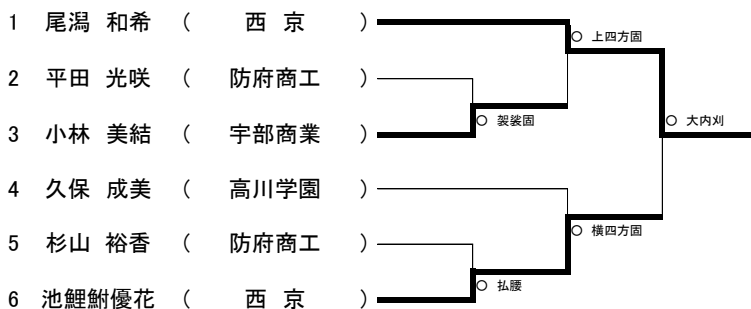 1 尾潟 和希 ( 西 京 )
○ 上四方固
2 平田 光咲 ( 防府商工 )
○ 袈裟固
3 小林 美結 ( 宇部商業 )
○ 大内刈
4 久保 成美 ( 高川学園 )
○ 横四方固
5 杉山 裕香 ( 防府商工 )
○ 払腰
6 池鯉鮒優花 ( 西 京 )